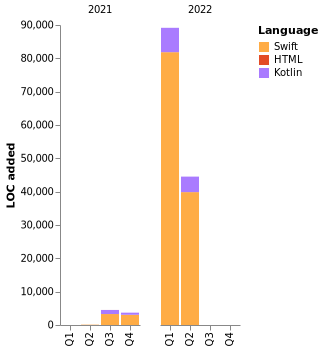 2021
2022
LOC added
90,000
80,000
70,000
60,000
50,000
40,000
30,000
20,000
10,000
0
Q1
Q2
Q3
Q4
Q1
Q2
Q3
Q4
Language
Swift
HTML
Kotlin